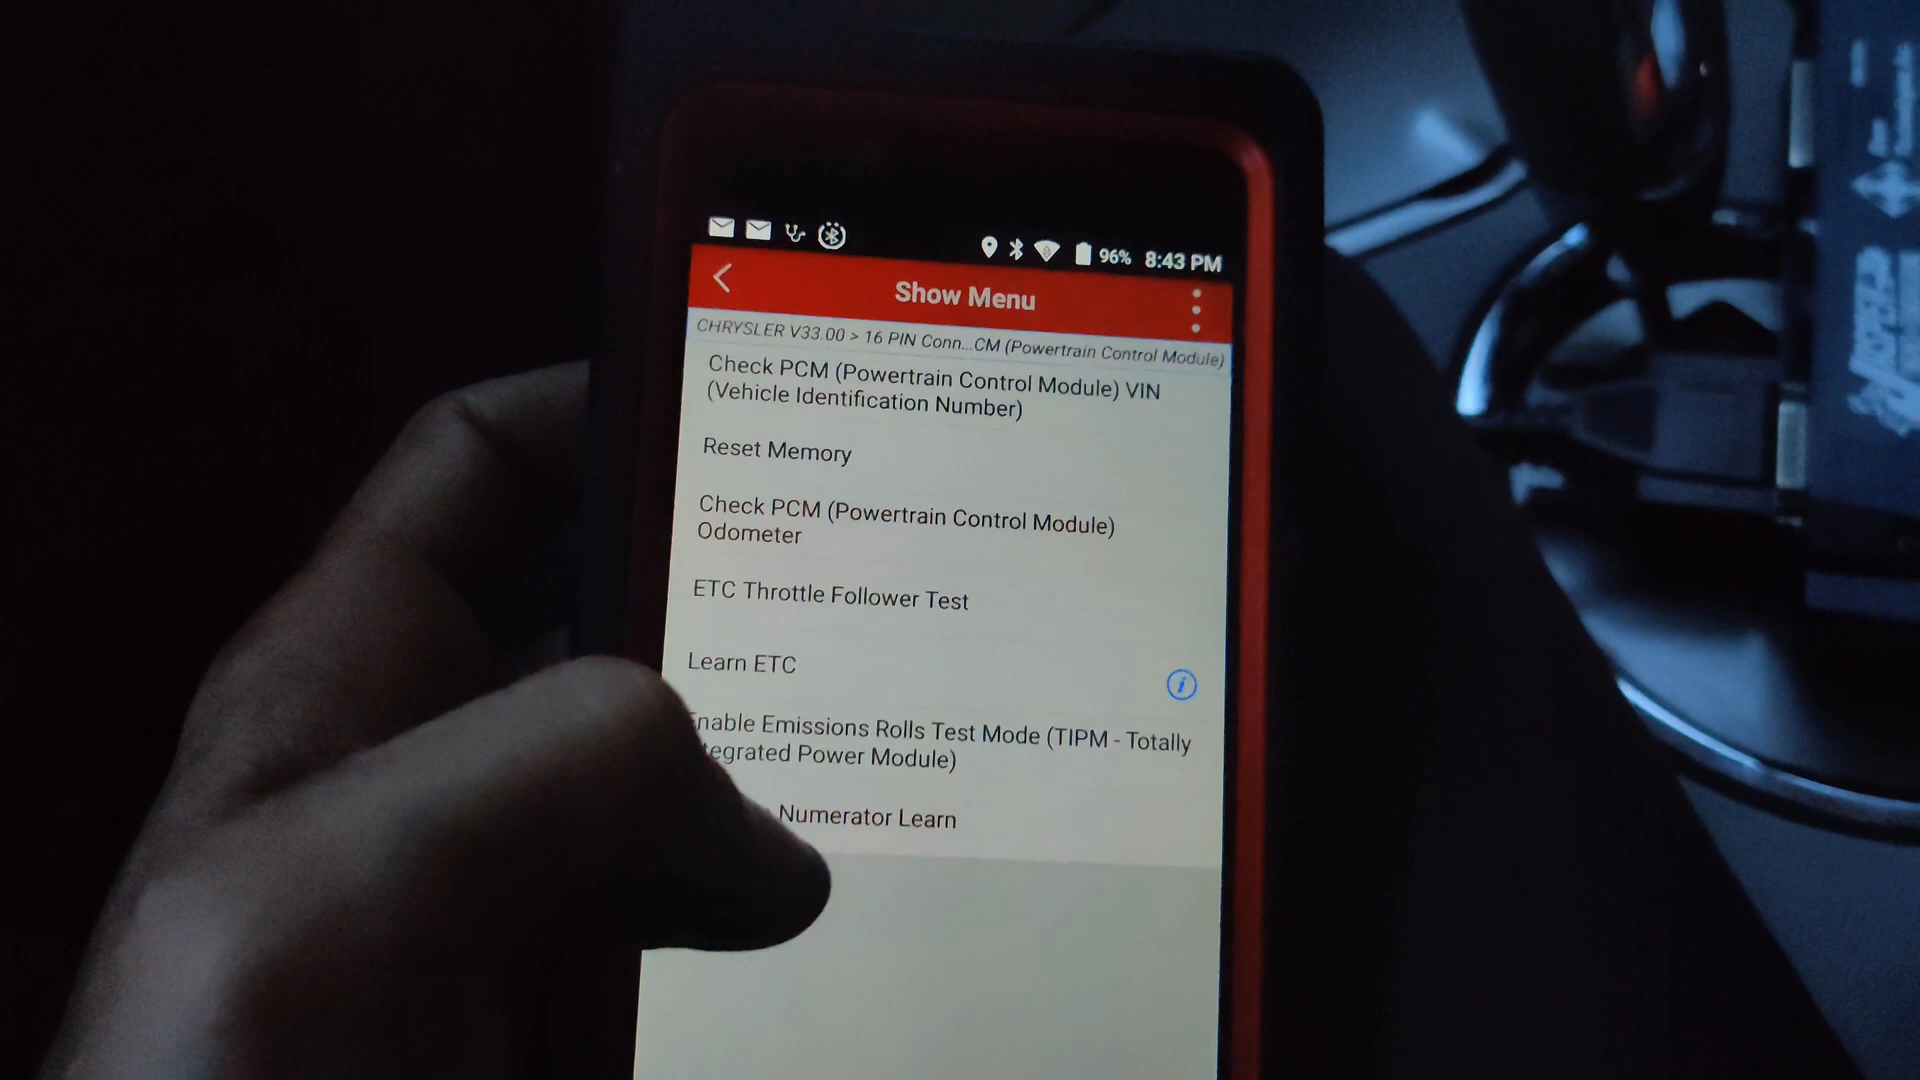 96% 8:43 PM
Show Menu
CHRYSLER V33.00 > 16 PIN Conn...CM (Powertrain Control Module)
Check PCM (Powertrain Control Module) VIN
(Vehicle Identification Number)
Reset Memory
Check PCM (Powertrain Control Module)
Odometer
ETC Throttle Follower Test
Learn ETC
i
Enable Emissions Rolls Test Mode (TIPM - Totally
tegrated Power Module)
Numerator Learn